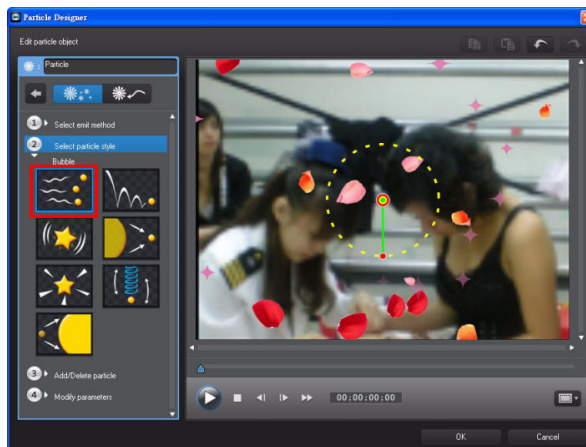 Particle Designer
Edit particle object
Particle
1 Select emit method
2 Select particle style
Bubble
3 Add/Delete particle
4 Modify parameters
00;00;00;00
OK
Cancel